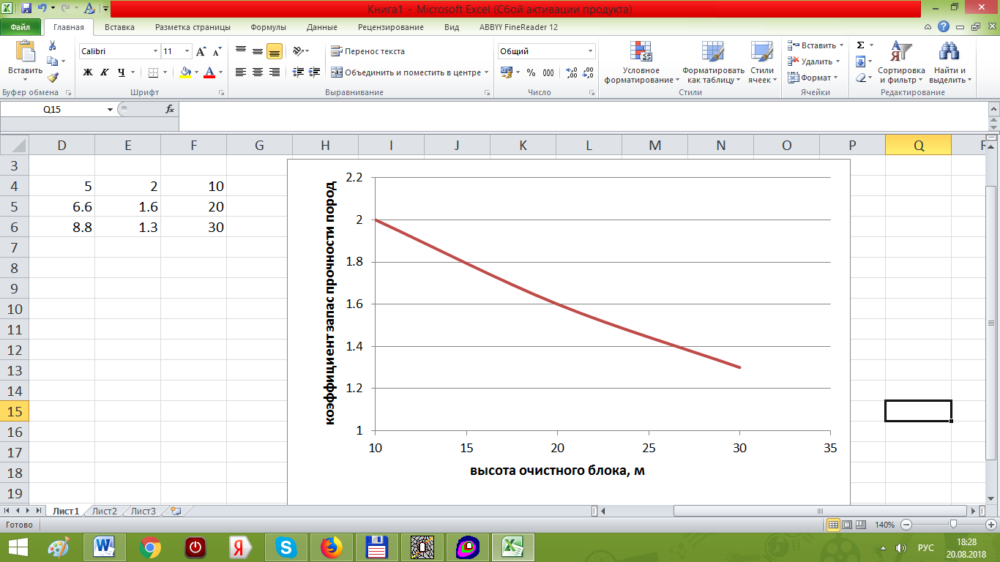 Книга1 - Microsoft Excel (Сбой активации продукта)
Файл Главная Вставка Разметка страницы Формулы Данные Рецензирование Вид ABBYY FineReader 12
Вставить
Буфер обмена
Calibri 11
Ж К Ч
Шрифт
Перенос текста
Объединить и поместить в центре
Выравнивание
Общий
% 000
Число
Условное форматирование
Форматировать как таблицу
Стили ячеек
Стили
Вставить
Удалить
Формат
Ячейки
Сортировка и фильтр
Найти и выделить
Редактирование
Q15 fx
D E F G H I J K L M N O P Q
3
4 5 2 10
5 6.6 1.6 20
6 8.8 1.3 30
7
8
9
10
11
12
13
14
15
16
17
18
19
коэффициент запас прочности пород
2.2
2
1.8
1.6
1.4
1.2
1
10 15 20 25 30 35
высота очистного блока, м
Лист1 Лист2 Лист3
Готово 140%
РУС 18:28
20.08.2018